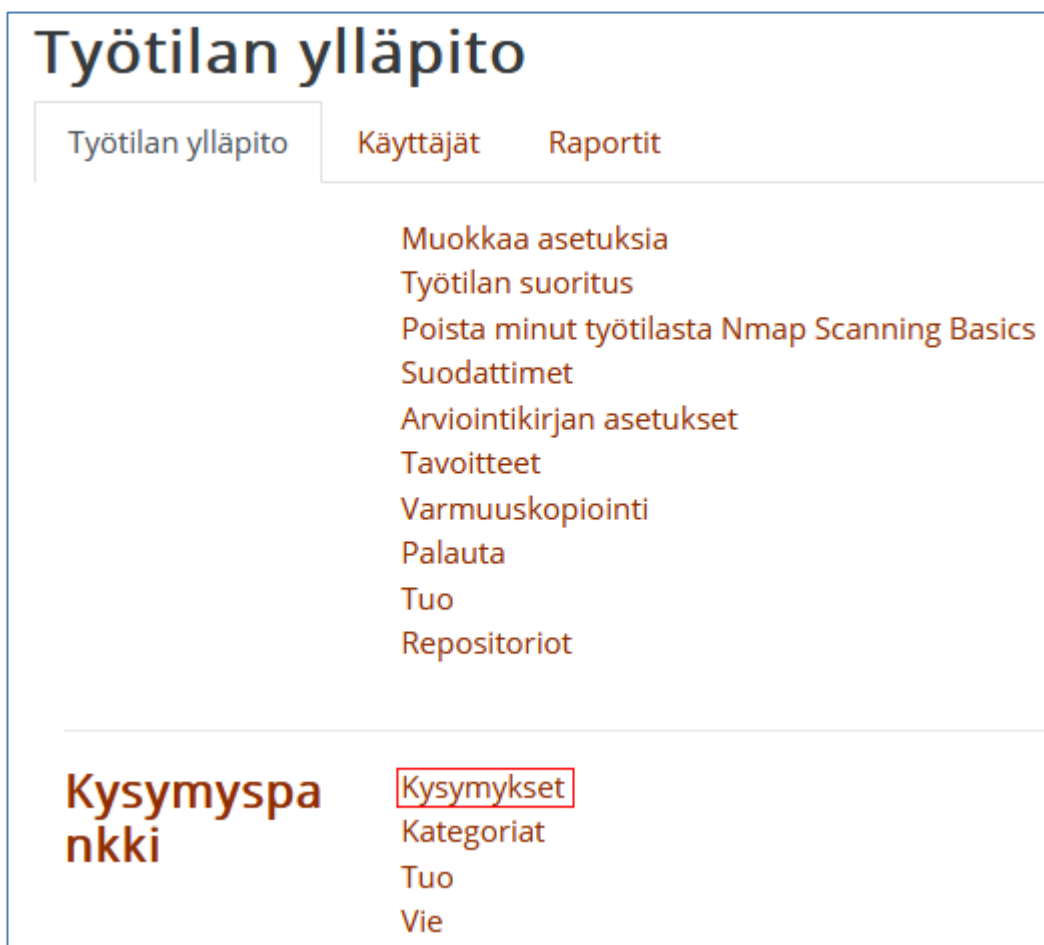 Työtilan ylläpito
Työtilan ylläpito Käyttäjät Raportit
Muokkaa asetuksia
Työtilan suoritus
Poista minut työtilasta Nmap Scanning Basics
Suodattimet
Arviointikirjan asetukset
Tavoitteet
Varmuuskopiointi
Palauta
Tuo
Repositoriot
Kysymyspa
nkki
Kysymykset
Kategoriat
Tuo
Vie